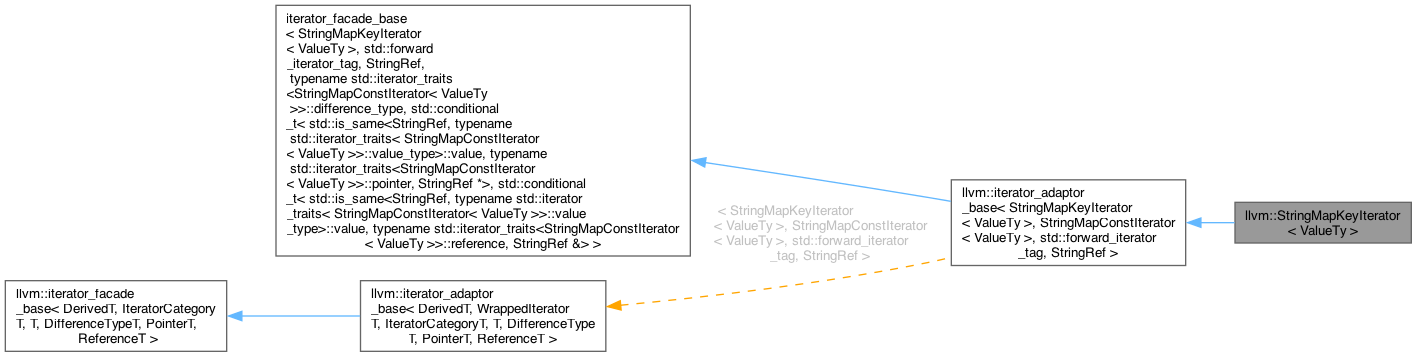 iterator_facade_base
< StringMapKeyIterator
< ValueTy >, std::forward
_iterator_tag, StringRef,
typename std::iterator_traits
<StringMapConstIterator< ValueTy
>>::difference_type, std::conditional
_t< std::is_same<StringRef, typename
std::iterator_traits< StringMapConstIterator
< ValueTy >>::value_type>::value, typename
std::iterator_traits<StringMapConstIterator
< ValueTy >>::pointer, StringRef *>, std::conditional
_t< std::is_same<StringRef, typename std::iterator
_traits< StringMapConstIterator< ValueTy >>::value
_type>::value, typename std::iterator_traits<StringMapConstIterator
< ValueTy >>::reference, StringRef &> >
< StringMapKeyIterator
< ValueTy >, StringMapConstIterator
< ValueTy >, std::forward_iterator
_tag, StringRef >
llvm::iterator_adaptor
_base< StringMapKeyIterator
< ValueTy >, StringMapConstIterator
< ValueTy >, std::forward_iterator
_tag, StringRef >
llvm::StringMapKeyIterator
< ValueTy >
llvm::iterator_facade
_base< DerivedT, IteratorCategory
T, T, DifferenceTypeT, PointerT,
ReferenceT >
llvm::iterator_adaptor
_base< DerivedT, WrappedIterator
T, IteratorCategoryT, T, DifferenceType
T, PointerT, ReferenceT >